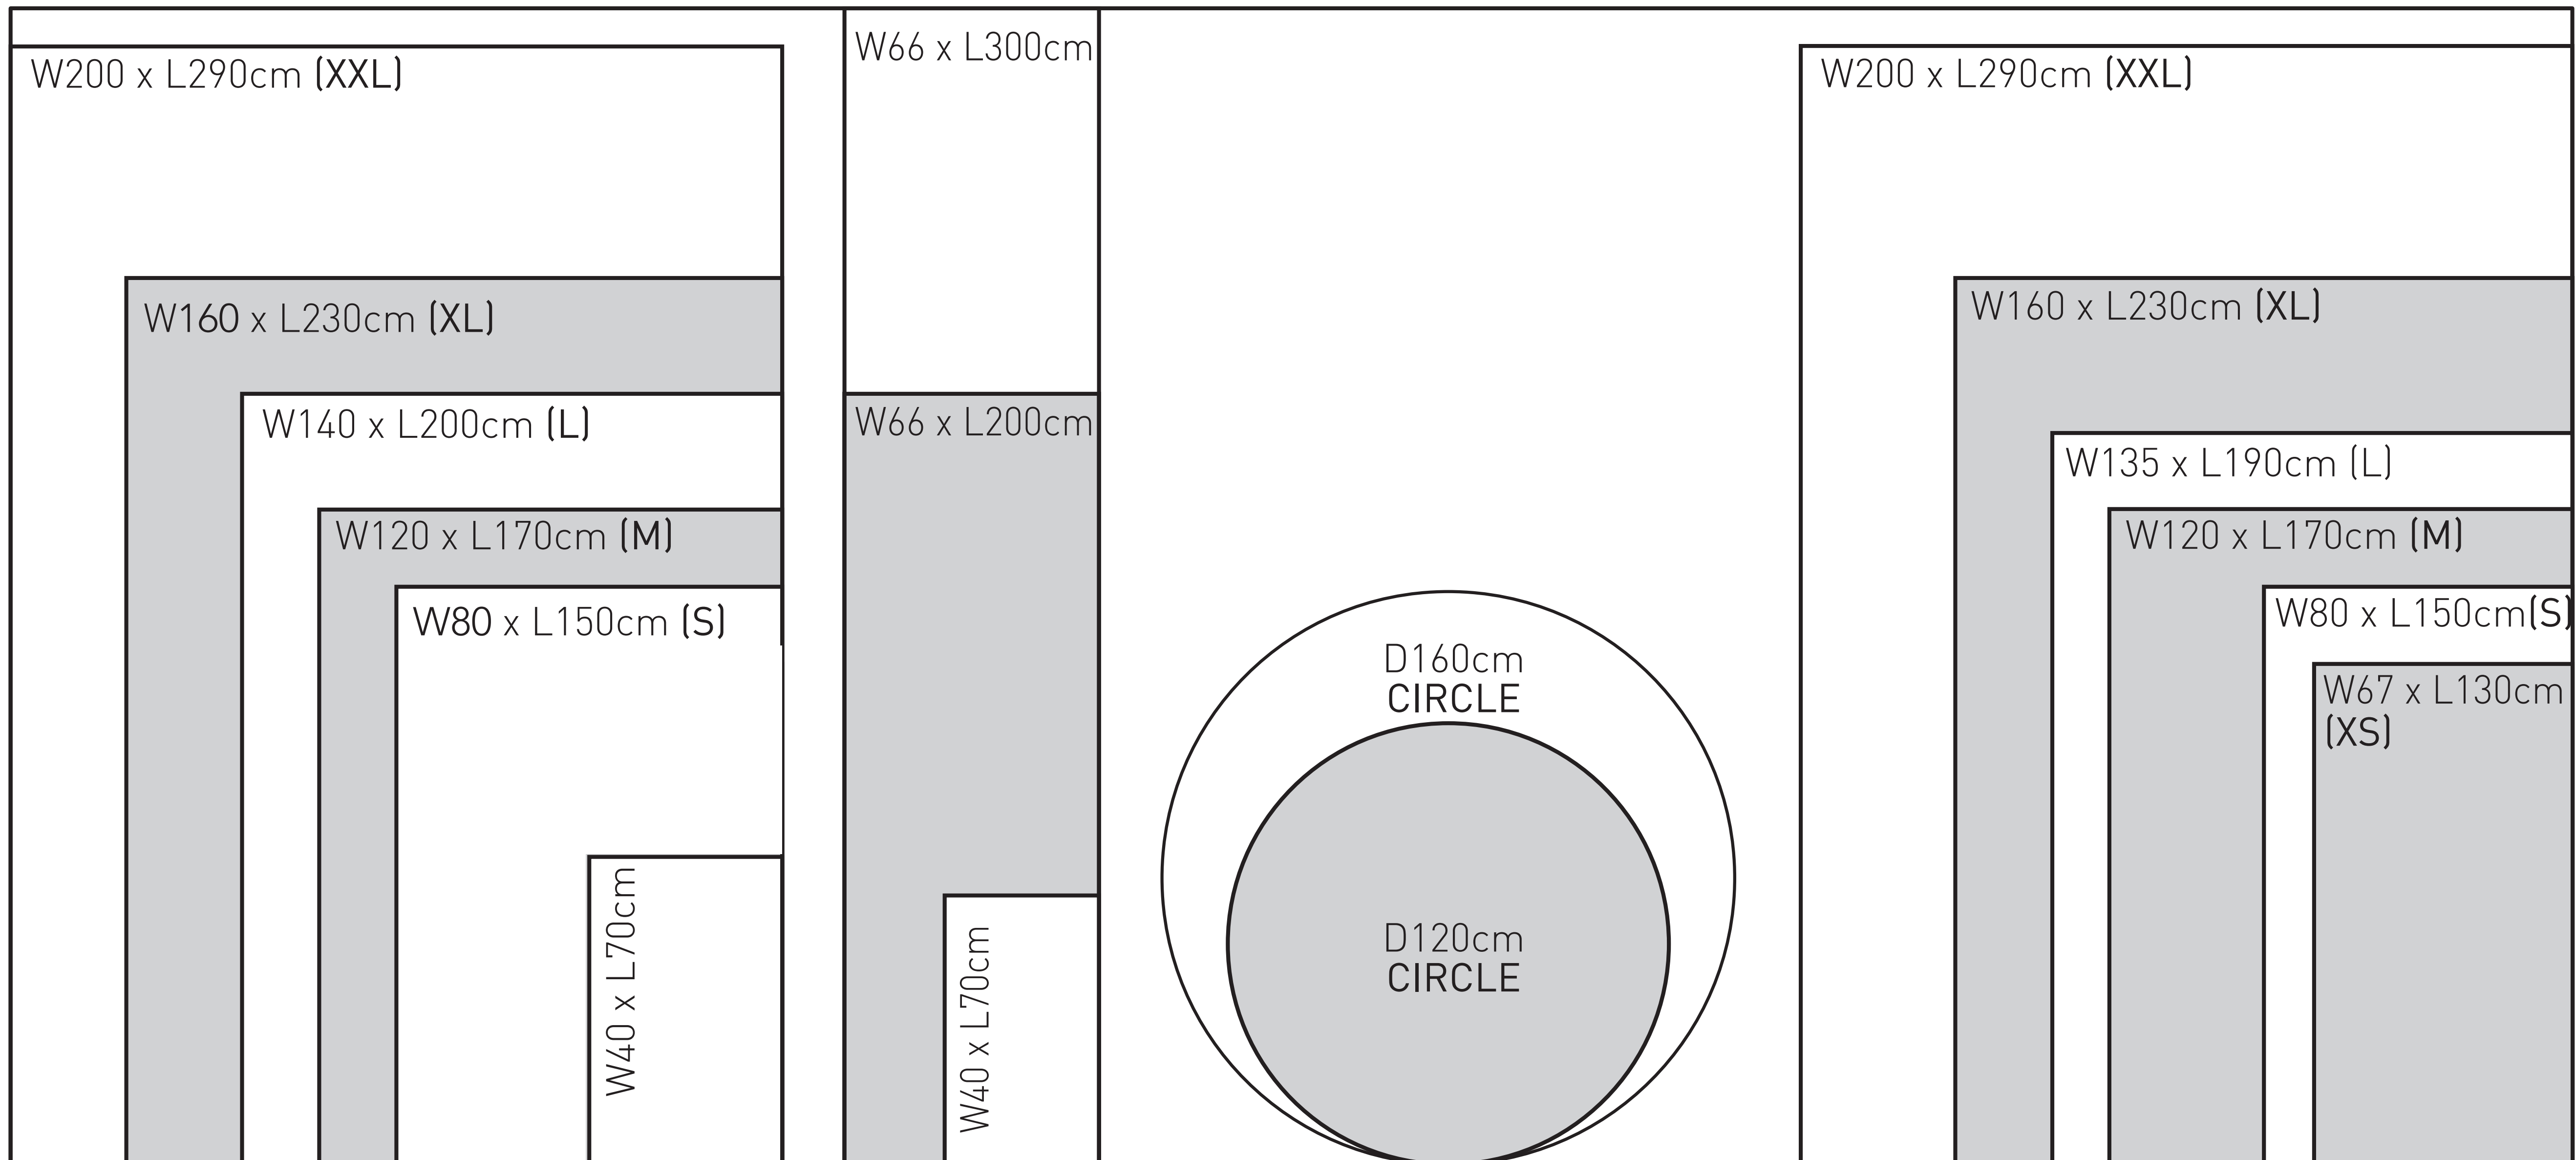 W200 x L290cm (XXL)
W160 x L230cm (XL)
W140 x L200cm (L)
W120 x L170cm (M)
W80 x L150cm (S)
W40 x L70cm
W66 x L300cm
W66 x L200cm
W40 x L70cm
D160cm
CIRCLE
D120cm
CIRCLE
W200 x L290cm (XXL)
W160 x L230cm (XL)
W135 x L190cm (L)
W120 x L170cm (M)
W80 x L150cm(S)
W67 x L130cm
(XS)